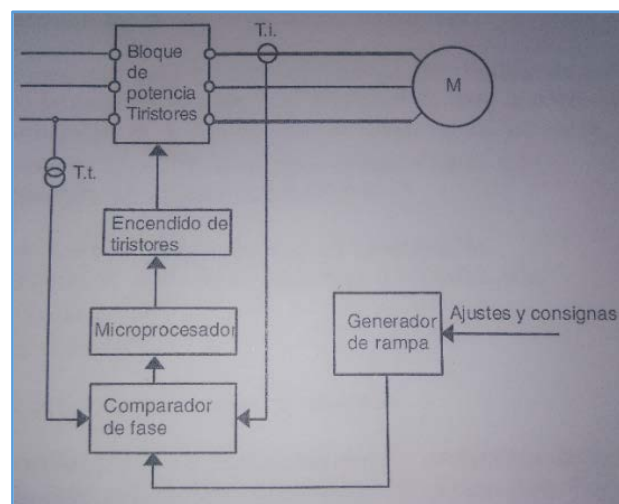 T.i.
Bloque
de
potencia
Tiristores
M
T.t.
Encendido de
tiristores
Microprocesador
Generador
de rampa
Ajustes y consignas
Comparador
de fase